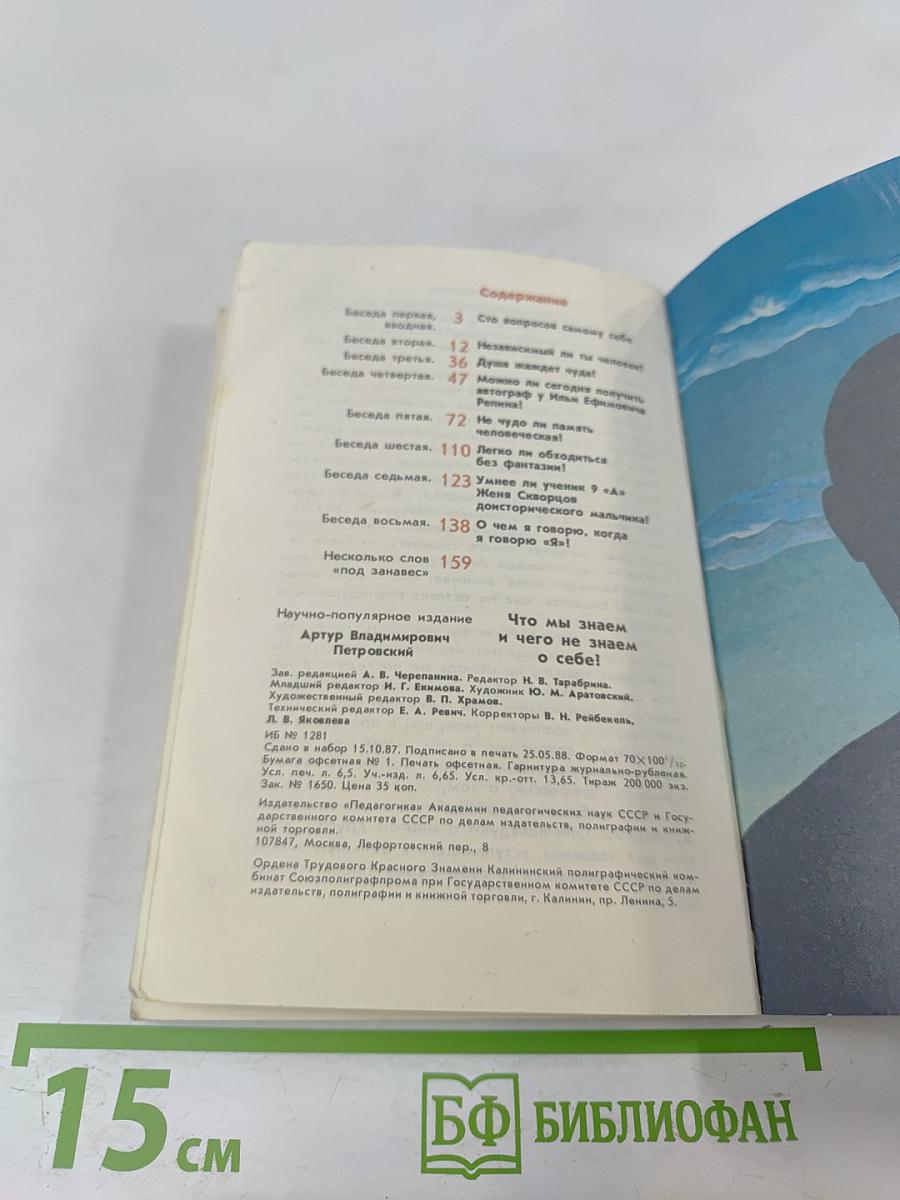 Содержание
Беседа первая, вводная. 3 Сто вопросов самому себе
Беседа вторая. 12 Независимый ли ты человек?
Беседа третья. 36 Душа жаждет чуда!
Беседа четвертая. 47 Можно ли сегодня получить
автограф у Ильи Ефимовича
Репина?
Беседа пятая. 72 Не чудо ли память
человеческая?
Беседа шестая. 110 Легко ли обходиться
без фантазии?
Беседа седьмая. 123 Умнее ли ученик 9 «А»
Женя Скворцов
доисторического мальчика?
Беседа восьмая. 138 О чем я говорю, когда
я говорю «Я»?
Несколько слов 159
«под занавес»
Научно-популярное издание
Артур Владимирович
Петровский
Что мы знаем
и чего не знаем
о себе?
Зав. редакцией А. В. Черепанина. Редактор Н. В. Тарабрина.
Младший редактор И. Г. Екимова. Художник Ю. М. Аратовский.
Художественный редактор В. П. Храмов.
Технический редактор Е. А. Ревич. Корректоры В. Н. Рейбекель,
Л. В. Яковлева
ИБ № 1281
Сдано в набор 15.10.87. Подписано в печать 25.05.88. Формат 70×100¹/₃₂.
Бумага офсетная № 1. Печать офсетная. Гарнитура журнально-рубленая.
Усл. печ. л. 6,5. Уч.-изд. л. 6,65. Усл. кр.-отт. 13,65. Тираж 200 000 экз.
Зак. № 1650. Цена 35 коп.
Издательство «Педагогика» Академии педагогических наук СССР и Госу-
дарственного комитета СССР по делам издательств, полиграфии и книж-
ной торговли.
107847, Москва, Лефортовский пер., 8
Ордена Трудового Красного Знамени Калининский полиграфический ком-
бинат Союзполиграфпрома при Государственном комитете СССР по делам
издательств, полиграфии и книжной торговли, г. Калинин, пр. Ленина, 5.
15 см
БФ БИБЛИОФАН